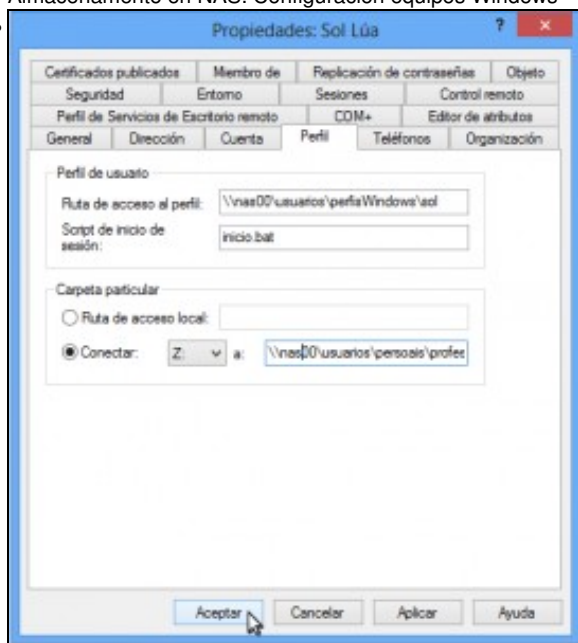 Almacenamento en NAS. Configuración equipos Windows
Propiedades: Sol Lúa
?
Certificados publicados Miembro de Replicación de contraseñas Objeto
Seguridad Entorno Sesiones Control remoto
Perfil de Servicios de Escritorio remoto COM+ Editor de atributos
General Dirección Cuenta Perfil Teléfonos Organización
Perfil de usuario
Ruta de acceso al perfil: \\nas00\usuarios\perfisWindows\sol
Script de inicio de
sesión: inicio.bat
Carpeta particular
Ruta de acceso local:
Conectar: Z: a: \\nas00\usuarios\persoais\profes
Aceptar Cancelar Aplicar Ayuda